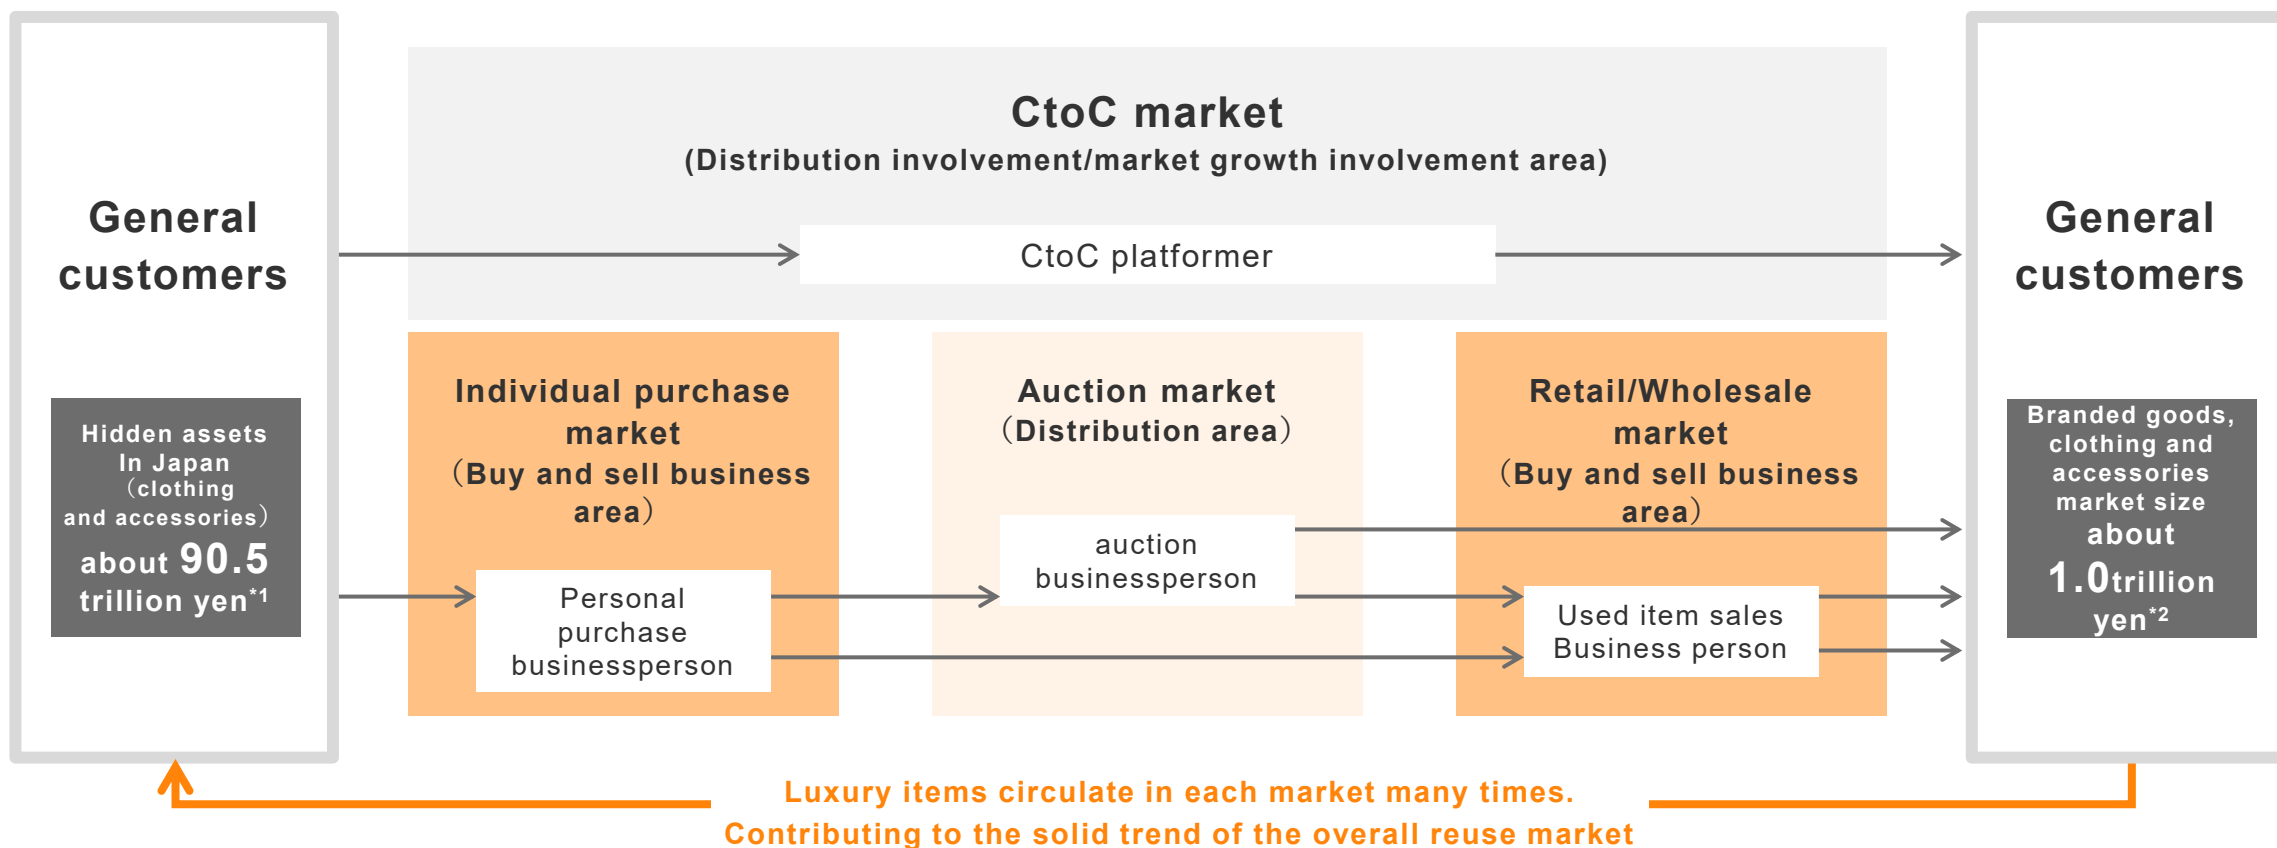 General
customers
Hidden assets
In Japan
（clothing
and accessories）
about 90.5
trillion yen*1
CtoC market
(Distribution involvement/market growth involvement area)
CtoC platformer
Individual purchase
market
（Buy and sell business
area）
Personal
purchase
businessperson
Auction market
（Distribution area）
auction
businessperson
Retail/Wholesale
market
（Buy and sell business
area）
Used item sales
Business person
General
customers
Branded goods,
clothing and
accessories
market size
about
1.0trillion
yen*2
Luxury items circulate in each market many times.
Contributing to the solid trend of the overall reuse market